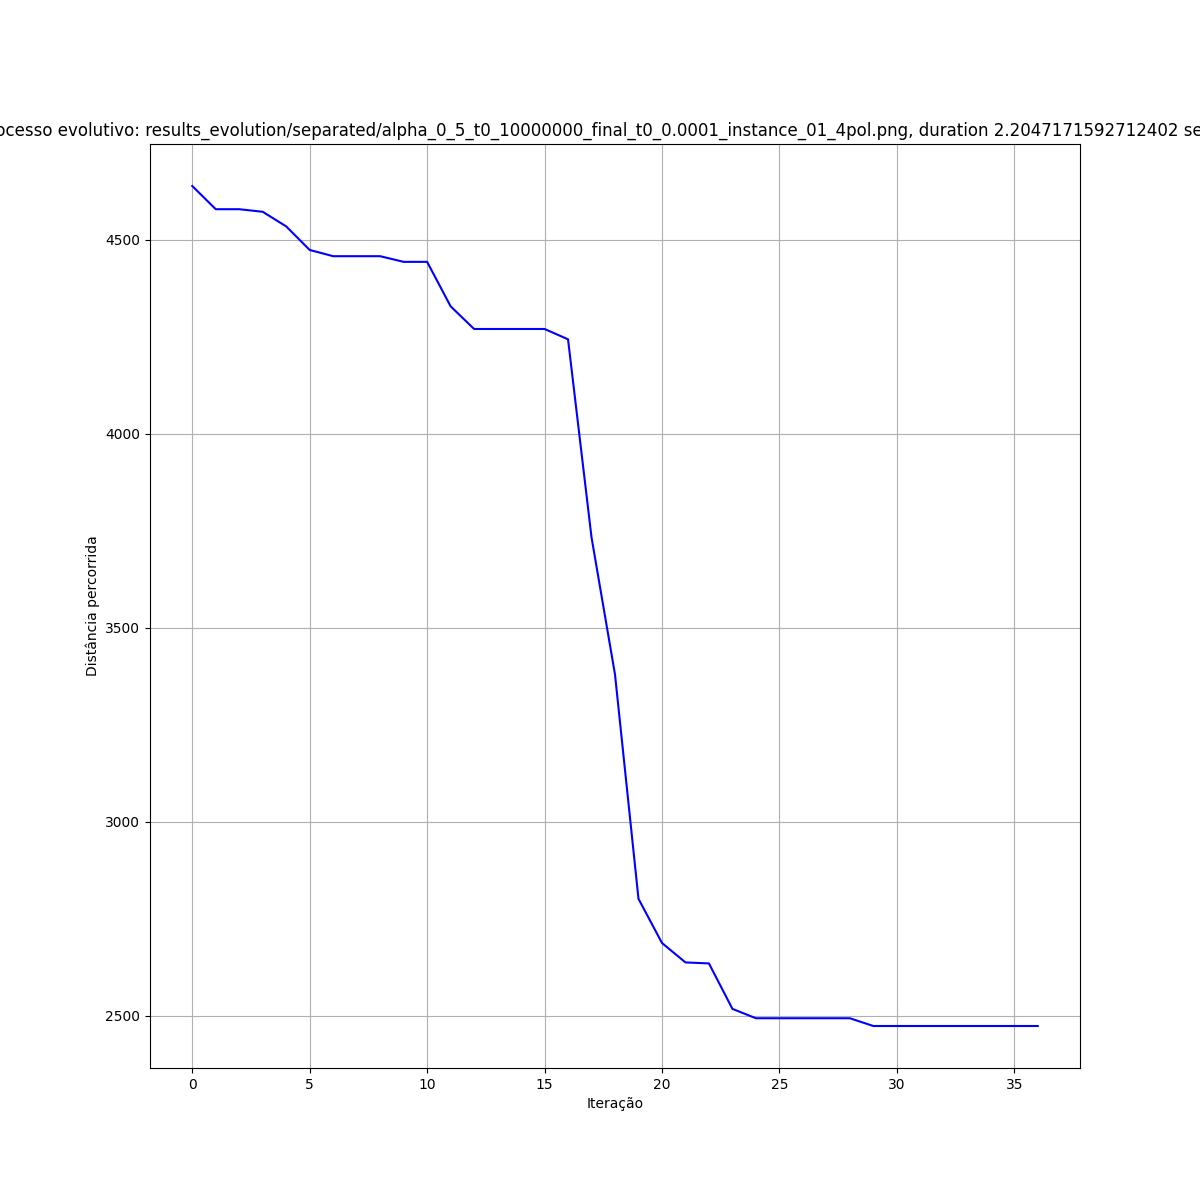 ocesso evolutivo: results_evolution/separated/alpha_0_5_t0_10000000_final_t0_0.0001_instance_01_4pol.png, duration 2.2047171592712402 se
4500
4000
3500
3000
2500
Distância percorrida
0 5 10 15 20 25 30 35
Iteração